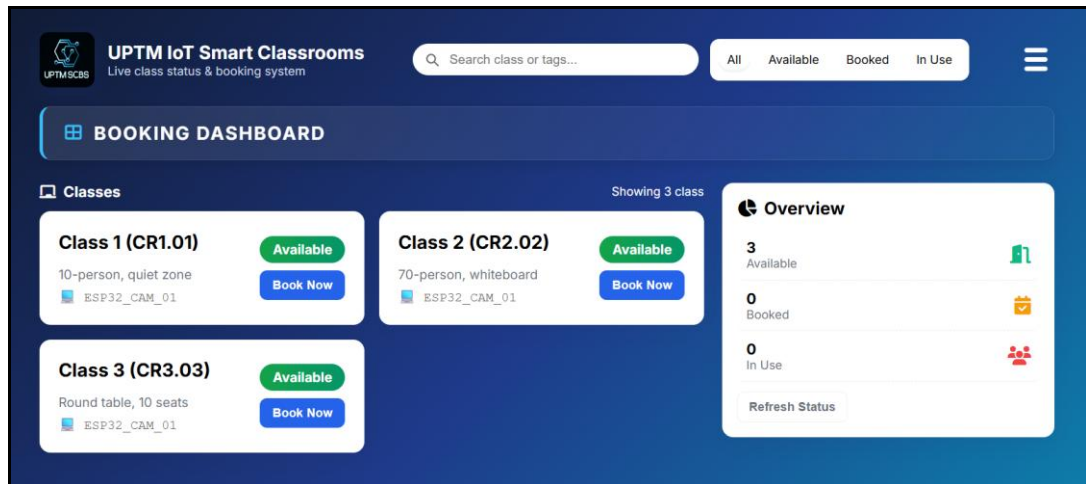 UPTM SCBS
UPTM IoT Smart Classrooms
Live class status & booking system
Search class or tags...
All Available Booked In Use
BOOKING DASHBOARD
Classes
Showing 3 class
Class 1 (CR1.01)
Available
10-person, quiet zone
Book Now
ESP32_CAM_01
Class 2 (CR2.02)
Available
70-person, whiteboard
Book Now
ESP32_CAM_01
Class 3 (CR3.03)
Available
Round table, 10 seats
Book Now
ESP32_CAM_01
Overview
3
Available
0
Booked
0
In Use
Refresh Status